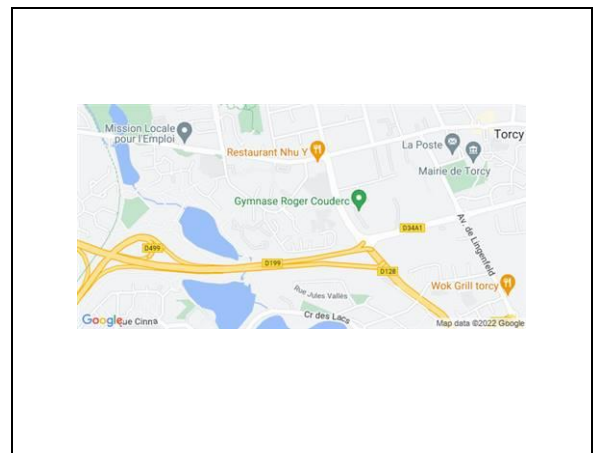 Mission Locale
pour l'Emploi
Restaurant Nhu Y
La Poste
Torcy
Mairie de Torcy
Gymnase Roger Couderc
D34A1
Av. de Lingenfeld
D499
D199
D128
Rue Jules Vallès
Wok Grill torcy
Cr des Lacs
Google
ue Cinna
Map data ©2022 Google